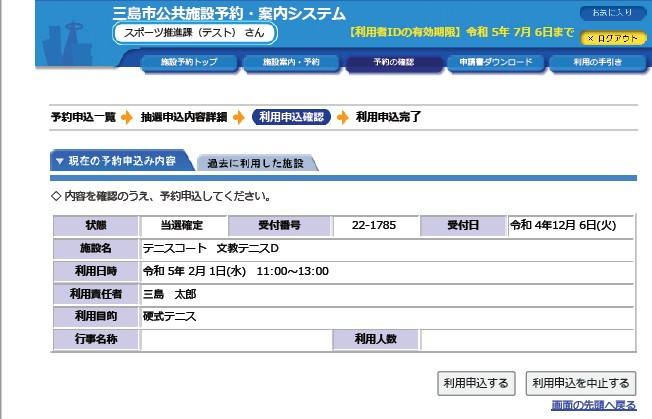 三島市公共施設予約・案内システム
お気に入り
スポーツ推進課（テスト） さん
【利用者IDの有効期限】令和 5年 7月 6日まで
× ログアウト
施設予約トップ
施設案内・予約
予約の確認
申請書ダウンロード
利用の手引き
予約申込一覧 抽選申込内容詳細 利用申込確認 利用申込完了
▼ 現在の予約申込み内容
過去に利用した施設
◇ 内容を確認のうえ、予約申込してください。
状態 当選確定 受付番号 22-1785 受付日 令和 4年12月 6日(火)
施設名 テニスコート 文教テニスD
利用日時 令和 5年 2月 1日(水) 11:00～13:00
利用責任者 三島 太郎
利用目的 硬式テニス
行事名称 利用人数
利用申込する
利用申込を中止する
画面の先頭へ戻る